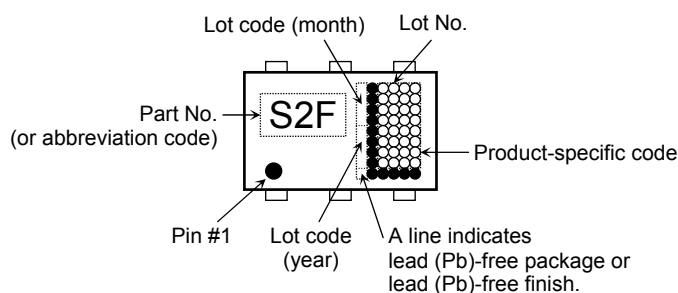 Lot code (month)
Lot No.
Part No.
(or abbreviation code)
S2F
Product-specific code
Pin #1
Lot code
(year)
A line indicates
lead (Pb)-free package or
lead (Pb)-free finish.